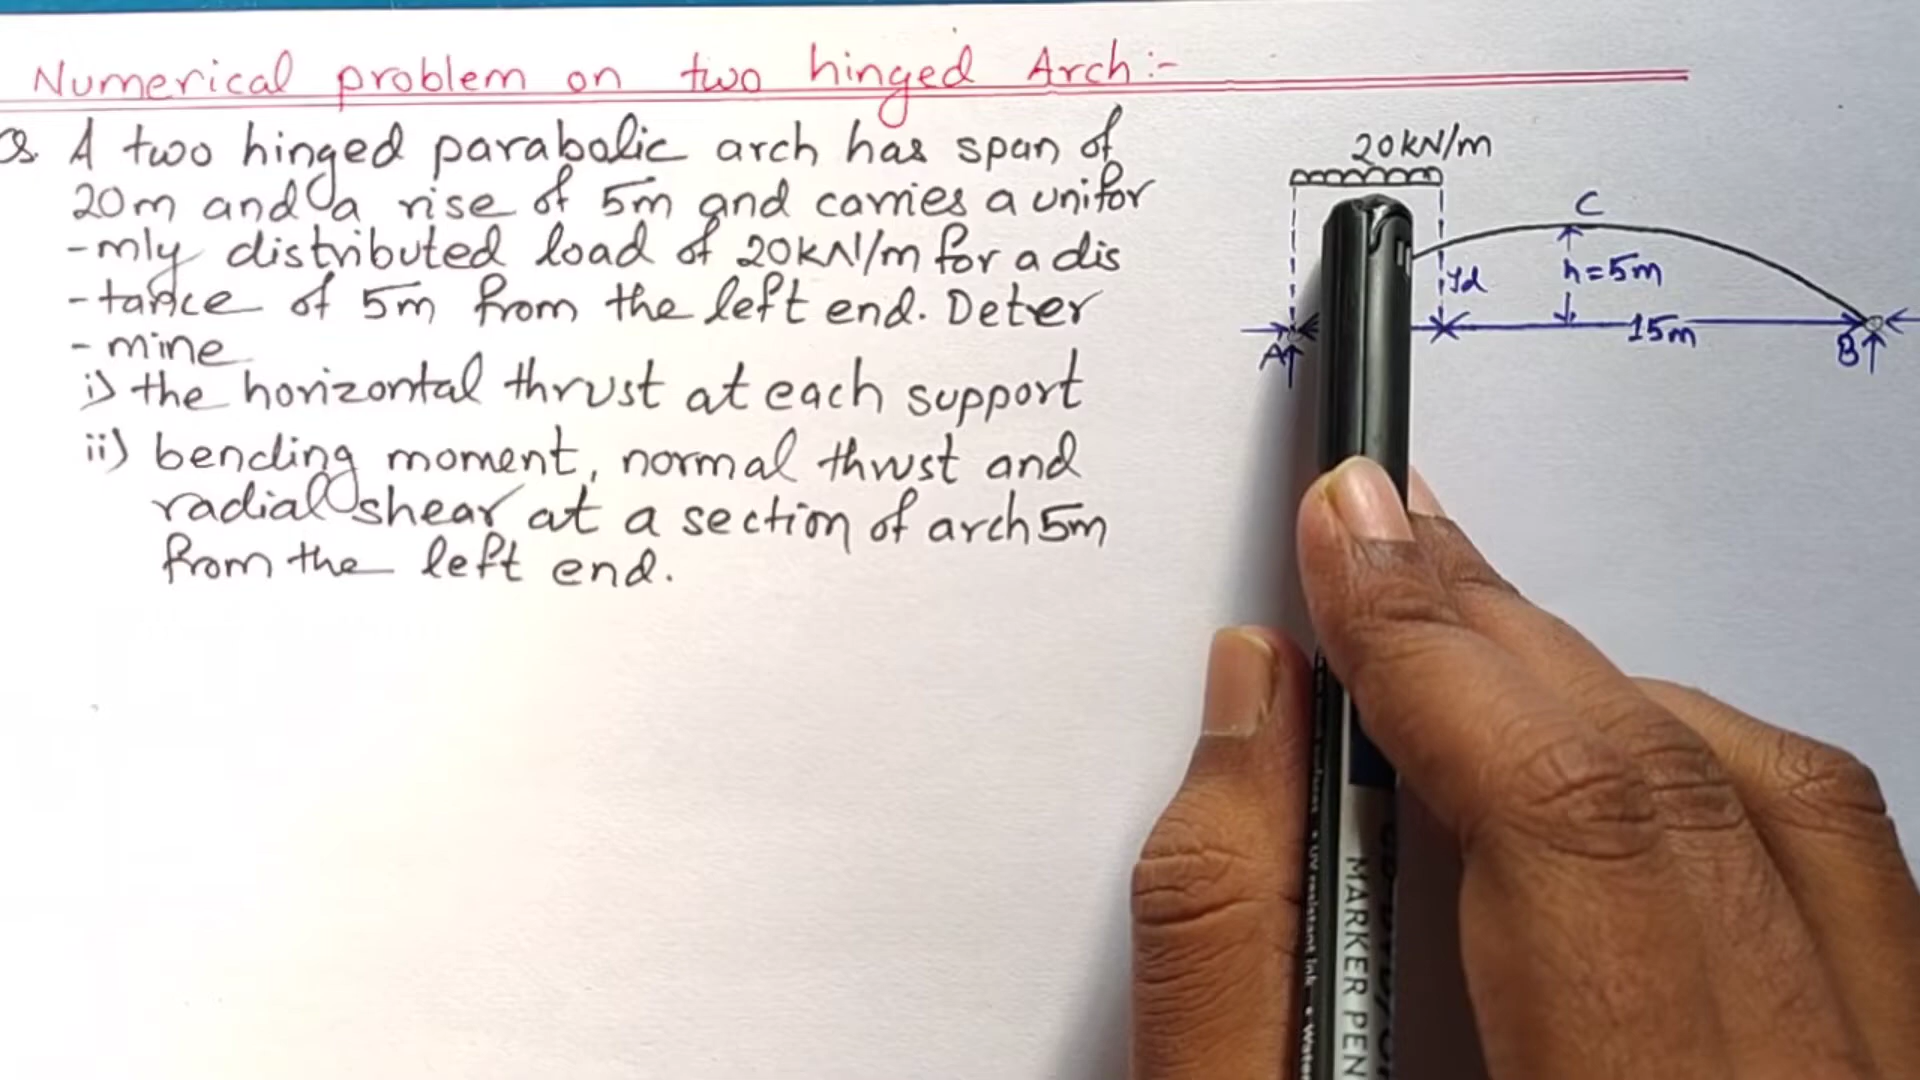 Numerical problem on two hinged Arch:-
Q. A two hinged parabolic arch has span of
20m and a rise of 5m and carries a unifor
-mly distributed load of 20kN/m for a dis
-tance of 5m from the left end. Deter
-mine
i) the horizontal thrust at each support
ii) bending moment, normal thrust and
radial shear at a section of arch 5m
from the left end.
20kN/m
C
yd
h=5m
15m
A
B
MARKER PEN